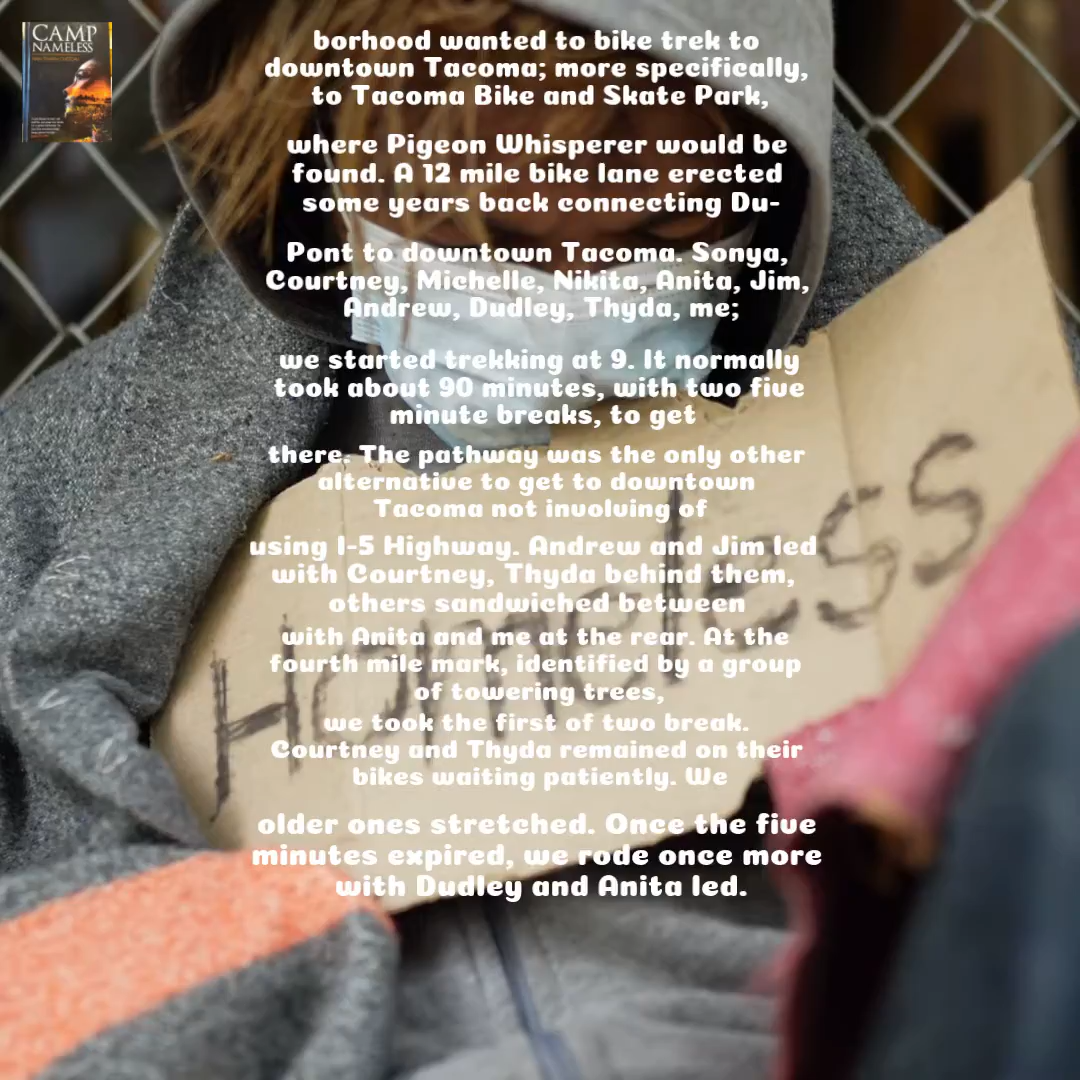 CAMP
NAMELESS
borhood wanted to bike trek to
downtown Tacoma; more specifically,
to Tacoma Bike and Skate Park,
where Pigeon Whisperer would be
found. A 12 mile bike lane erected
some years back connecting Du-
Pont to downtown Tacoma. Sonya,
Courtney, Michelle, Nikita, Anita, Jim,
Andrew, Dudley, Thyda, me;
we started trekking at 9. It normally
took about 90 minutes, with two five
minute breaks, to get
there. The pathway was the only other
alternative to get to downtown
Tacoma not involving of
using I-5 Highway. Andrew and Jim led
with Courtney, Thyda behind them,
others sandwiched between
with Anita and me at the rear. At the
fourth mile mark, identified by a group
of towering trees,
we took the first of two break.
Courtney and Thyda remained on their
bikes waiting patiently. We
older ones stretched. Once the five
minutes expired, we rode once more
with Dudley and Anita led.
Homeless